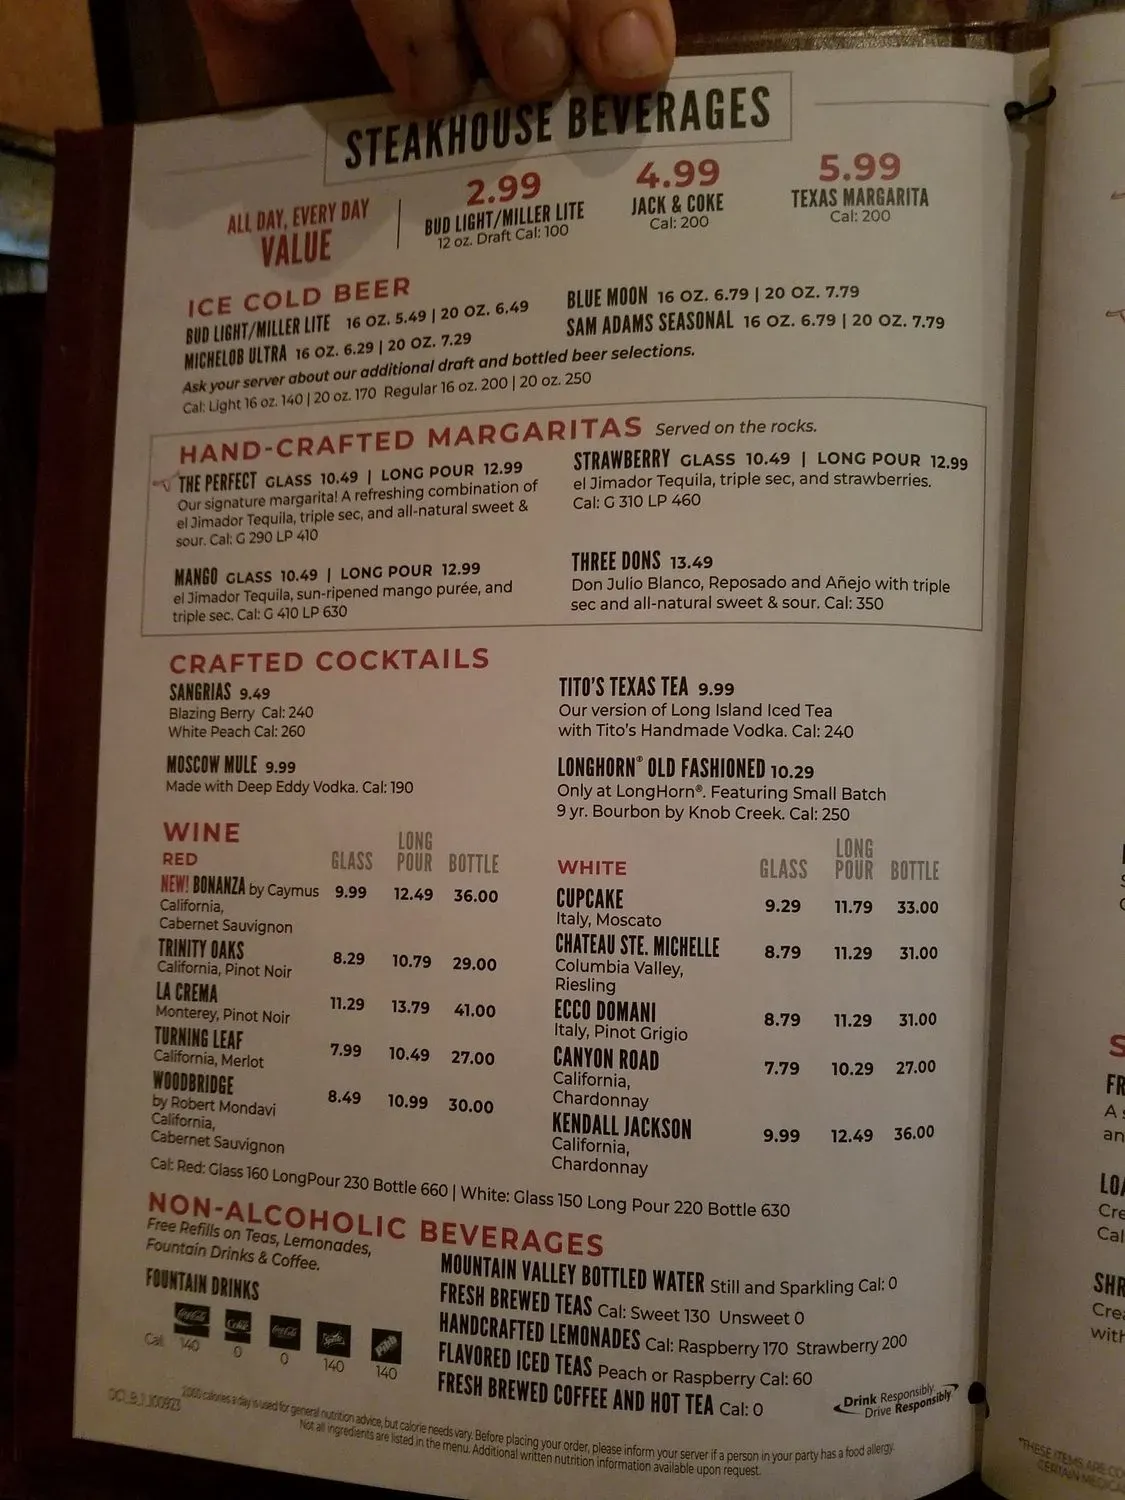 STEAKHOUSE BEVERAGES
ALL DAY, EVERY DAY
VALUE
2.99
BUD LIGHT/MILLER LITE
12 oz. Draft Cal: 100
4.99
JACK & COKE
Cal: 200
5.99
TEXAS MARGARITA
Cal: 200
ICE COLD BEER
BUD LIGHT/MILLER LITE 16 OZ. 5.49 | 20 OZ. 6.49
MICHELOB ULTRA 16 OZ. 6.29 | 20 OZ. 7.29
BLUE MOON 16 OZ. 6.79 | 20 OZ. 7.79
SAM ADAMS SEASONAL 16 OZ. 6.79 | 20 OZ. 7.79
Ask your server about our additional draft and bottled beer selections.
Cal: Light 16 oz. 140 | 20 oz. 170 Regular 16 oz. 200 | 20 oz. 250
HAND-CRAFTED MARGARITAS Served on the rocks.
THE PERFECT GLASS 10.49 | LONG POUR 12.99
Our signature margarita! A refreshing combination of
el Jimador Tequila, triple sec, and all-natural sweet &
sour. Cal: G 290 LP 410
MANGO GLASS 10.49 | LONG POUR 12.99
el Jimador Tequila, sun-ripened mango purée, and
triple sec. Cal: G 410 LP 630
STRAWBERRY GLASS 10.49 | LONG POUR 12.99
el Jimador Tequila, triple sec, and strawberries.
Cal: G 310 LP 460
THREE DONS 13.49
Don Julio Blanco, Reposado and Añejo with triple
sec and all-natural sweet & sour. Cal: 350
CRAFTED COCKTAILS
SANGRIAS 9.49
Blazing Berry Cal: 240
White Peach Cal: 260
MOSCOW MULE 9.99
Made with Deep Eddy Vodka. Cal: 190
TITO'S TEXAS TEA 9.99
Our version of Long Island Iced Tea
with Tito's Handmade Vodka. Cal: 240
LONGHORN® OLD FASHIONED 10.29
Only at LongHorn®. Featuring Small Batch
9 yr. Bourbon by Knob Creek. Cal: 250
WINE
RED GLASS LONG POUR BOTTLE
NEW! BONANZA by Caymus 9.99 12.49 36.00
California,
Cabernet Sauvignon
TRINITY OAKS 8.29 10.79 29.00
California, Pinot Noir
LA CREMA 11.29 13.79 41.00
Monterey, Pinot Noir
TURNING LEAF 7.99 10.49 27.00
California, Merlot
WOODBRIDGE 8.49 10.99 30.00
by Robert Mondavi
California,
Cabernet Sauvignon
WHITE GLASS LONG POUR BOTTLE
CUPCAKE 9.29 11.79 33.00
Italy, Moscato
CHATEAU STE. MICHELLE 8.79 11.29 31.00
Columbia Valley,
Riesling
ECCO DOMANI 8.79 11.29 31.00
Italy, Pinot Grigio
CANYON ROAD 7.79 10.29 27.00
California,
Chardonnay
KENDALL JACKSON 9.99 12.49 36.00
California,
Chardonnay
Cal: Red: Glass 160 LongPour 230 Bottle 660 | White: Glass 150 Long Pour 220 Bottle 630
NON-ALCOHOLIC BEVERAGES
Free Refills on Teas, Lemonades,
Fountain Drinks & Coffee.
FOUNTAIN DRINKS
Coca-Cola Coke Coca-Cola Sprite Pibb
Cal: 140 0 0 140 140
MOUNTAIN VALLEY BOTTLED WATER Still and Sparkling Cal: 0
FRESH BREWED TEAS Cal: Sweet 130 Unsweet 0
HANDCRAFTED LEMONADES Cal: Raspberry 170 Strawberry 200
FLAVORED ICED TEAS Peach or Raspberry Cal: 60
FRESH BREWED COFFEE AND HOT TEA Cal: 0
Drink Responsibly
Drive Responsibly
2,000 calories a day is used for general nutrition advice, but calorie needs vary. Before placing your order, please inform your server if a person in your party has a food allergy.
Not all ingredients are listed in the menu. Additional written nutrition information available upon request.